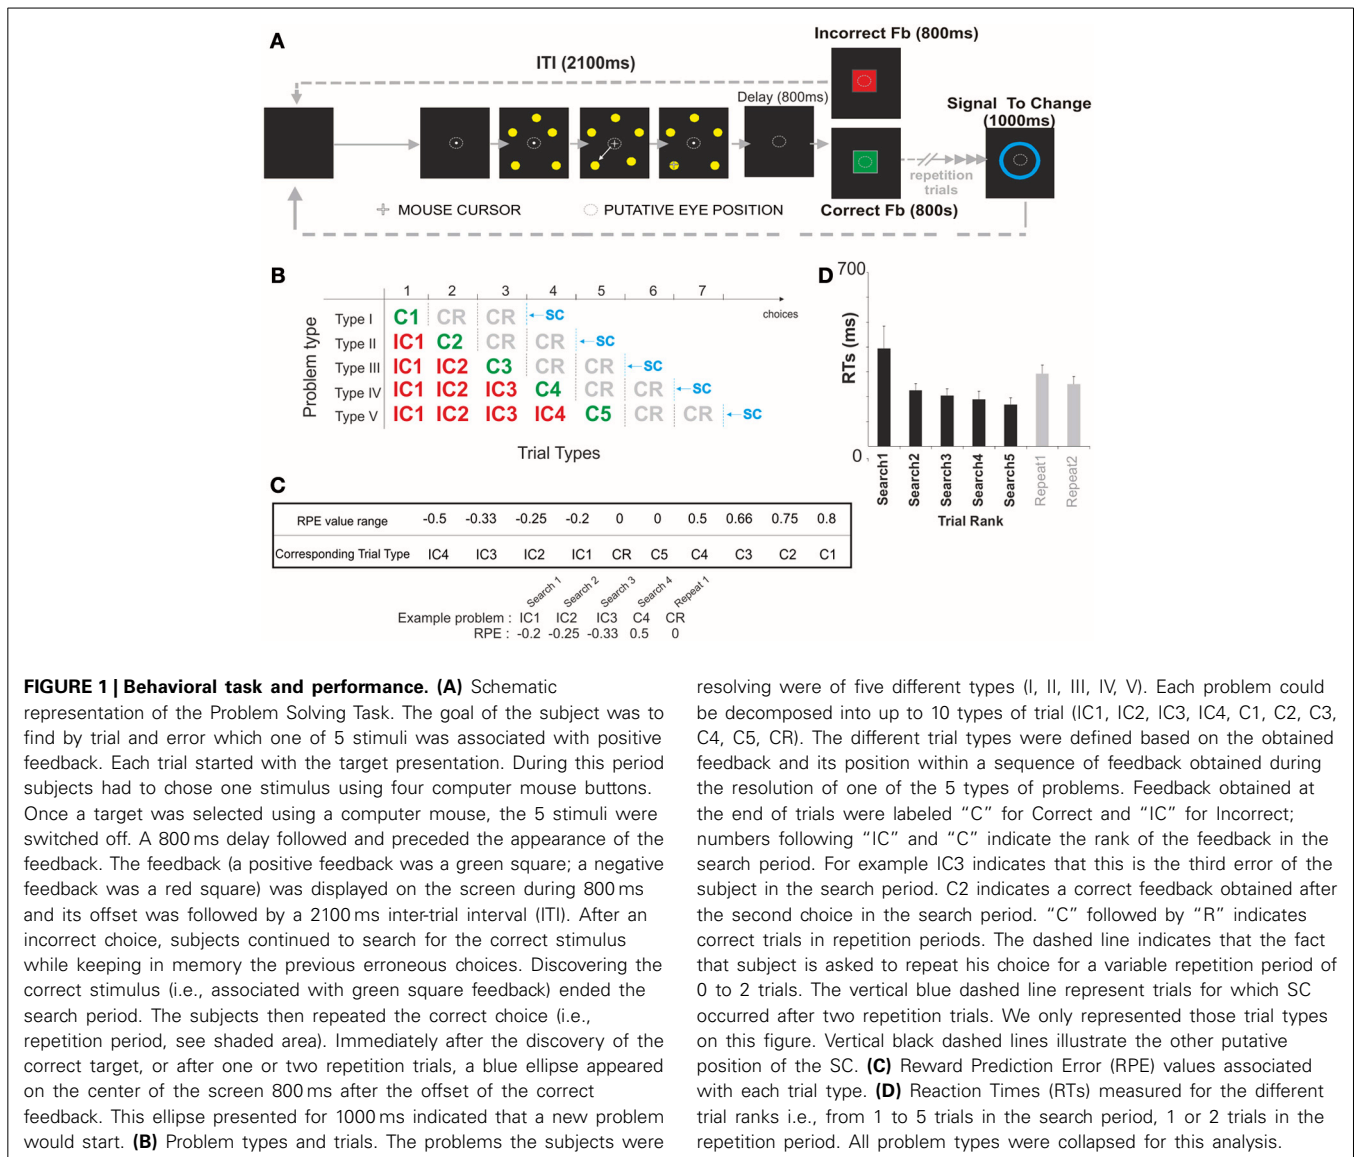 A
Incorrect Fb (800ms)
ITI (2100ms)
Delay (800ms)
Signal To Change
(1000ms)
repetition
trials
MOUSE CURSOR
PUTATIVE EYE POSITION
Correct Fb (800s)
B
1 2 3 4 5 6 7
choices
Problem type
Type I C1 CR CR SC
Type II IC1 C2 CR CR SC
Type III IC1 IC2 C3 CR CR SC
Type IV IC1 IC2 IC3 C4 CR CR SC
Type V IC1 IC2 IC3 IC4 C5 CR CR SC
Trial Types
C
RPE value range -0.5 -0.33 -0.25 -0.2 0 0 0.5 0.66 0.75 0.8
Corresponding Trial Type IC4 IC3 IC2 IC1 CR C5 C4 C3 C2 C1
Search 1 Search 2 Search 3 Search 4 Repeat 1
Example problem : IC1 IC2 IC3 C4 CR
RPE : -0.2 -0.25 -0.33 0.5 0
D
700
RTs (ms)
0
Search1 Search2 Search3 Search4 Search5 Repeat1 Repeat2
Trial Rank
FIGURE 1 | Behavioral task and performance. (A) Schematic
representation of the Problem Solving Task. The goal of the subject was to
find by trial and error which one of 5 stimuli was associated with positive
feedback. Each trial started with the target presentation. During this period
subjects had to chose one stimulus using four computer mouse buttons.
Once a target was selected using a computer mouse, the 5 stimuli were
switched off. A 800 ms delay followed and preceded the appearance of the
feedback. The feedback (a positive feedback was a green square; a negative
feedback was a red square) was displayed on the screen during 800 ms
and its offset was followed by a 2100 ms inter-trial interval (ITI). After an
incorrect choice, subjects continued to search for the correct stimulus
while keeping in memory the previous erroneous choices. Discovering the
correct stimulus (i.e., associated with green square feedback) ended the
search period. The subjects then repeated the correct choice (i.e.,
repetition period, see shaded area). Immediately after the discovery of the
correct target, or after one or two repetition trials, a blue ellipse appeared
on the center of the screen 800 ms after the offset of the correct
feedback. This ellipse presented for 1000 ms indicated that a new problem
would start. (B) Problem types and trials. The problems the subjects were
resolving were of five different types (I, II, III, IV, V). Each problem could
be decomposed into up to 10 types of trial (IC1, IC2, IC3, IC4, C1, C2, C3,
C4, C5, CR). The different trial types were defined based on the obtained
feedback and its position within a sequence of feedback obtained during
the resolution of one of the 5 types of problems. Feedback obtained at
the end of trials were labeled “C” for Correct and “IC” for Incorrect;
numbers following “IC” and “C” indicate the rank of the feedback in the
search period. For example IC3 indicates that this is the third error of the
subject in the search period. C2 indicates a correct feedback obtained after
the second choice in the search period. “C” followed by “R” indicates
correct trials in repetition periods. The dashed line indicates that the fact
that subject is asked to repeat his choice for a variable repetition period of
0 to 2 trials. The vertical blue dashed line represent trials for which SC
occurred after two repetition trials. We only represented those trial types
on this figure. Vertical black dashed lines illustrate the other putative
position of the SC. (C) Reward Prediction Error (RPE) values associated
with each trial type. (D) Reaction Times (RTs) measured for the different
trial ranks i.e., from 1 to 5 trials in the search period, 1 or 2 trials in the
repetition period. All problem types were collapsed for this analysis.